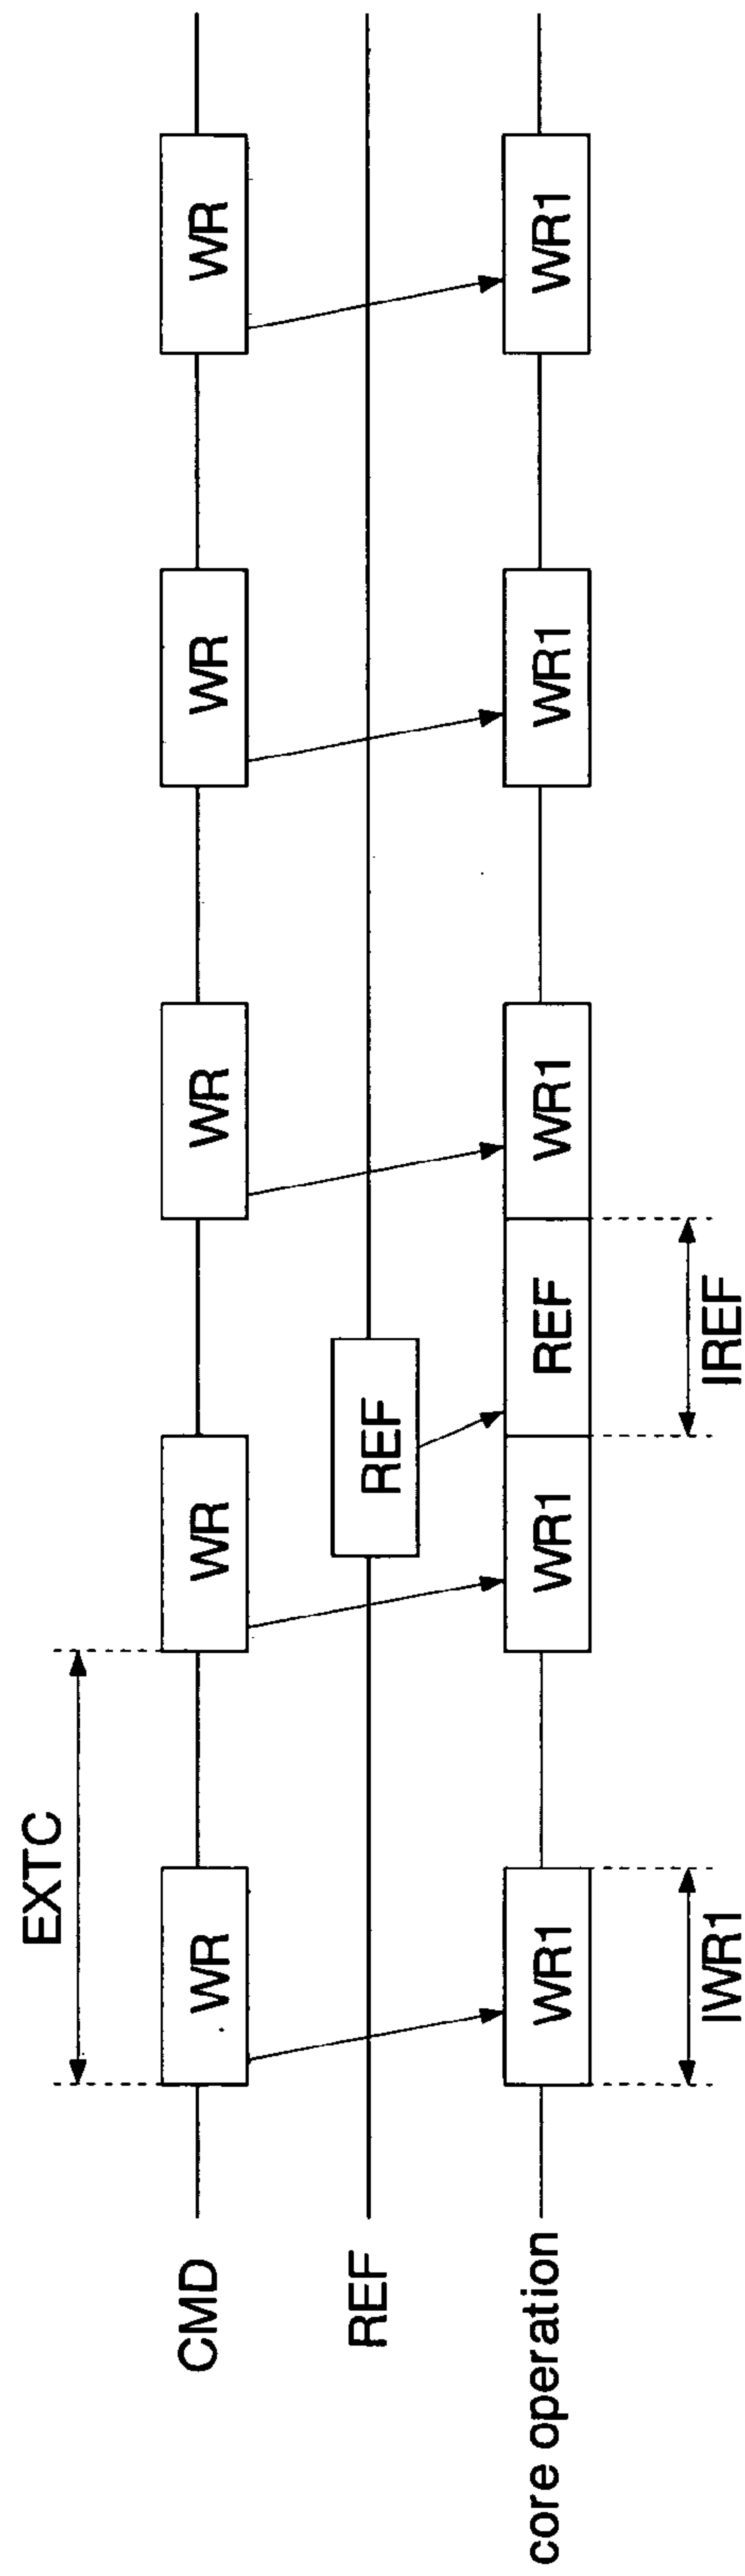 EXTC
CMD WR WR WR WR WR
REF REF
core operation WR1 WR1 REF WR1 WR1 WR1
IWR1 IREF